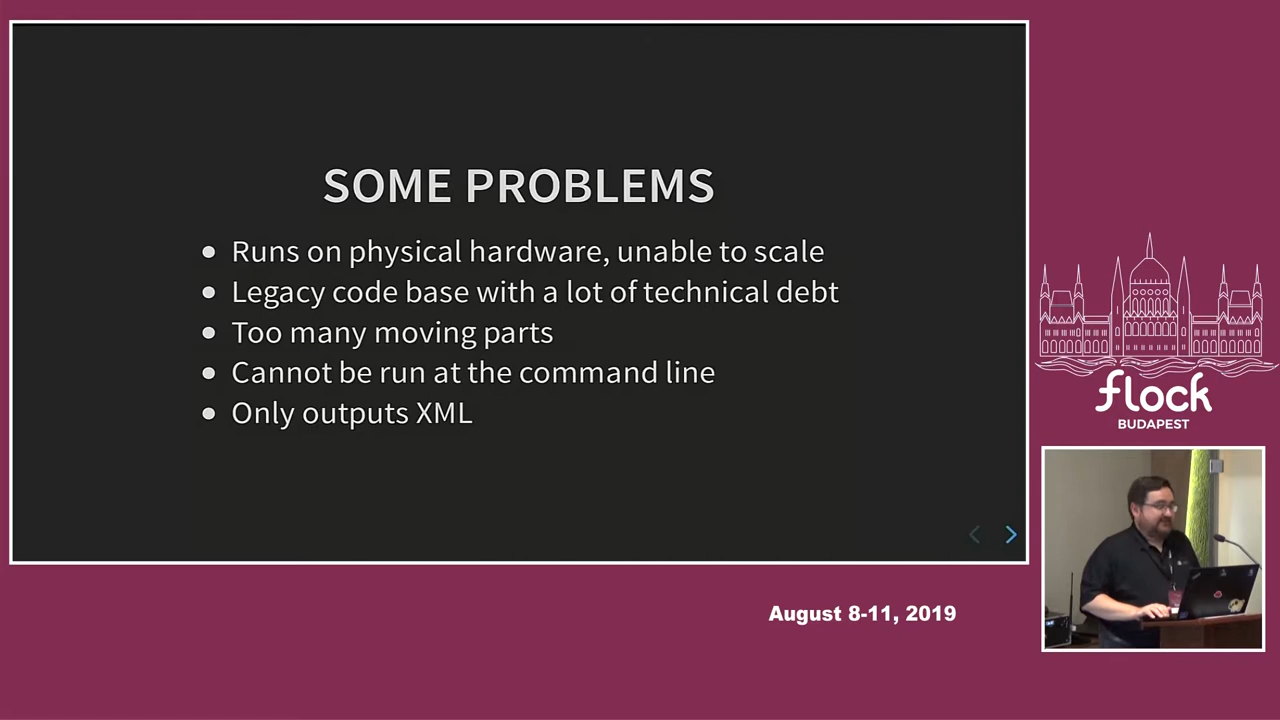 SOME PROBLEMS
Runs on physical hardware, unable to scale
Legacy code base with a lot of technical debt
Too many moving parts
Cannot be run at the command line
Only outputs XML
flock
BUDAPEST
August 8-11, 2019